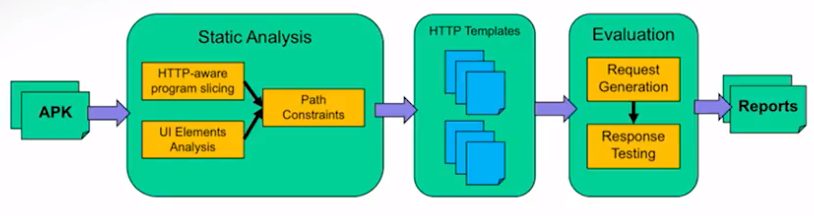 APK
Static Analysis
HTTP-aware
program slicing
UI Elements
Analysis
Path
Constraints
HTTP Templates
Evaluation
Request
Generation
Response
Testing
Reports